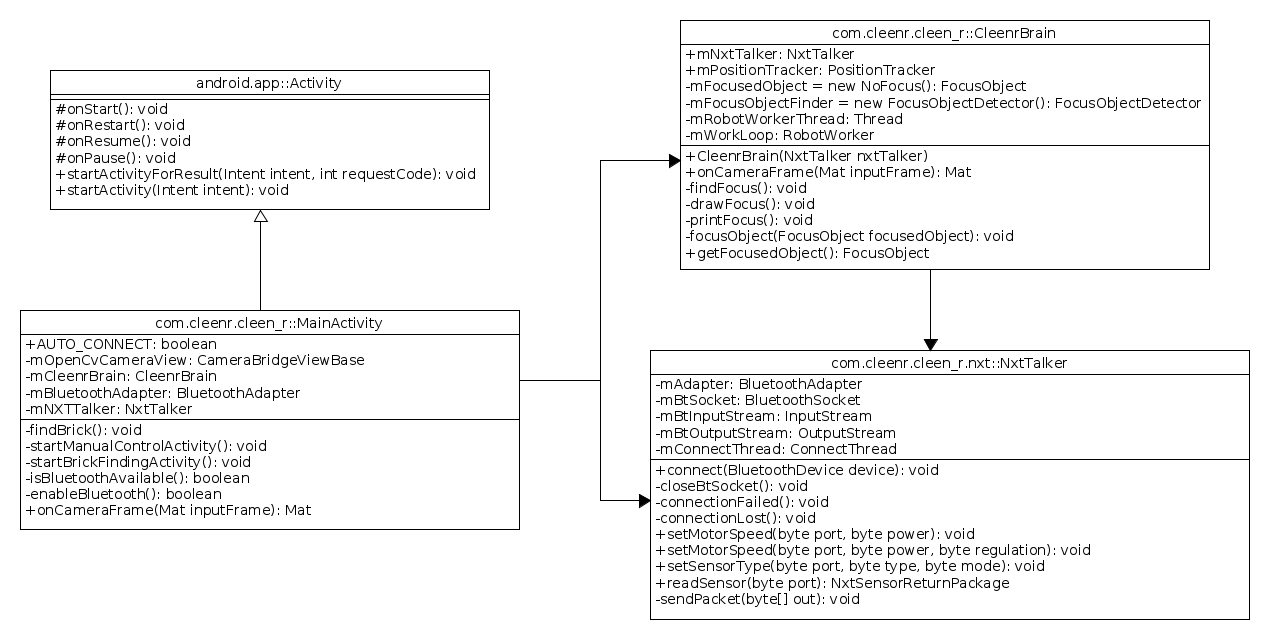 android.app::Activity
#onStart(): void
#onRestart(): void
#onResume(): void
#onPause(): void
+startActivityForResult(Intent intent, int requestCode): void
+startActivity(Intent intent): void
com.cleenr.cleen_r::MainActivity
+AUTO_CONNECT: boolean
-mOpenCvCameraView: CameraBridgeViewBase
-mCleenrBrain: CleenrBrain
-mBluetoothAdapter: BluetoothAdapter
-mNXTTalker: NxtTalker
-findBrick(): void
-startManualControlActivity(): void
-startBrickFindingActivity(): void
-isBluetoothAvailable(): boolean
-enableBluetooth(): boolean
+onCameraFrame(Mat inputFrame): Mat
com.cleenr.cleen_r::CleenrBrain
+mNxtTalker: NxtTalker
+mPositionTracker: PositionTracker
-mFocusedObject = new NoFocus(): FocusObject
-mFocusObjectFinder = new FocusObjectDetector(): FocusObjectDetector
-mRobotWorkerThread: Thread
-mWorkLoop: RobotWorker
+CleenrBrain(NxtTalker nxtTalker)
+onCameraFrame(Mat inputFrame): Mat
-findFocus(): void
-drawFocus(): void
-printFocus(): void
-focusObject(FocusObject focusedObject): void
+getFocusedObject(): FocusObject
com.cleenr.cleen_r.nxt::NxtTalker
-mAdapter: BluetoothAdapter
-mBtSocket: BluetoothSocket
-mBtInputStream: InputStream
-mBtOutputStream: OutputStream
-mConnectThread: ConnectThread
+connect(BluetoothDevice device): void
-closeBtSocket(): void
-connectionFailed(): void
-connectionLost(): void
+setMotorSpeed(byte port, byte power): void
+setMotorSpeed(byte port, byte power, byte regulation): void
+setSensorType(byte port, byte type, byte mode): void
+readSensor(byte port): NxtSensorReturnPackage
-sendPacket(byte[] out): void